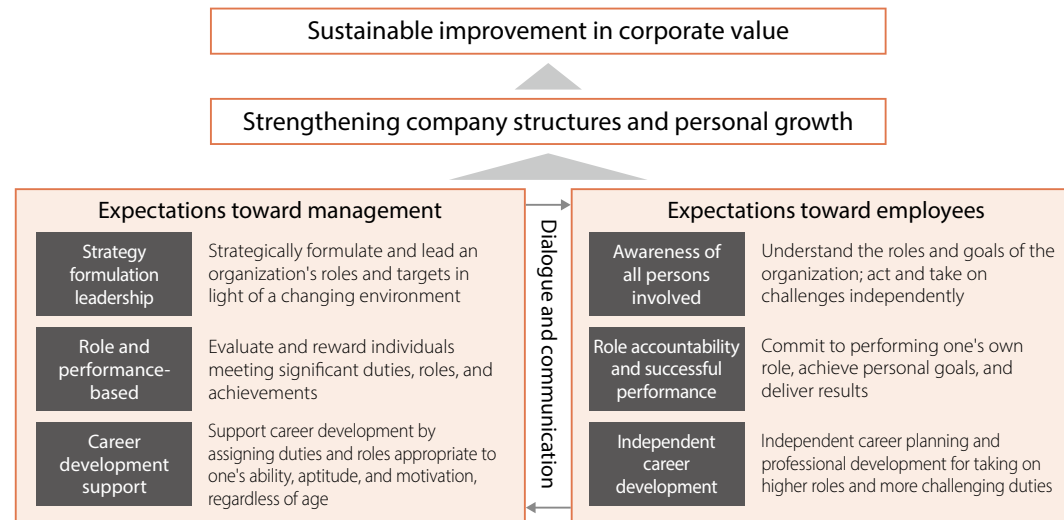 Sustainable improvement in corporate value
Strengthening company structures and personal growth
Expectations toward management
Strategy
formulation
leadership
Strategically formulate and lead an
organization's roles and targets in
light of a changing environment
Role and
performance-
based
Evaluate and reward individuals
meeting significant duties, roles, and
achievements
Career
development
support
Support career development by
assigning duties and roles appropriate to
one's ability, aptitude, and motivation,
regardless of age
Dialogue and communication
Expectations toward employees
Awareness of
all persons
involved
Understand the roles and goals of the
organization; act and take on
challenges independently
Role accountability
and successful
performance
Commit to performing one's own
role, achieve personal goals, and
deliver results
Independent
career
development
Independent career planning and
professional development for taking on
higher roles and more challenging duties